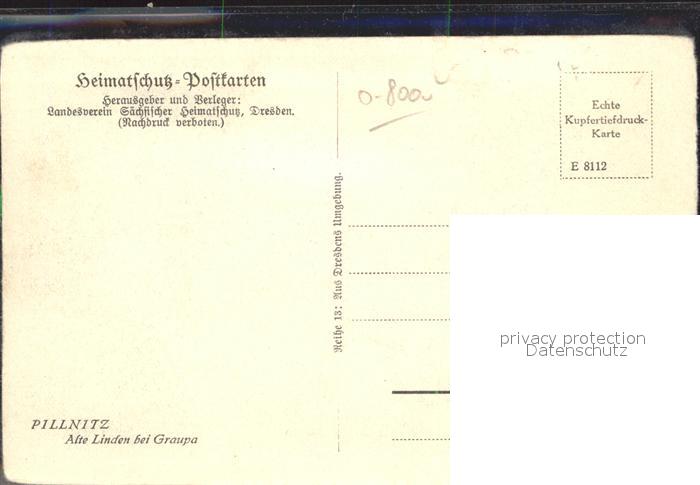 Heimatschutz-Postkarten
Herausgeber und Verleger:
Landesverein Sächsischer Heimatschutz, Dresden.
(Nachdruck verboten.)
0-800
Echte
Kupfertiefdruck-
Karte
E 8112
Reihe 13: Aus Dresdens Umgebung.
privacy protection
Datenschutz
PILLNITZ
Alte Linden bei Graupa